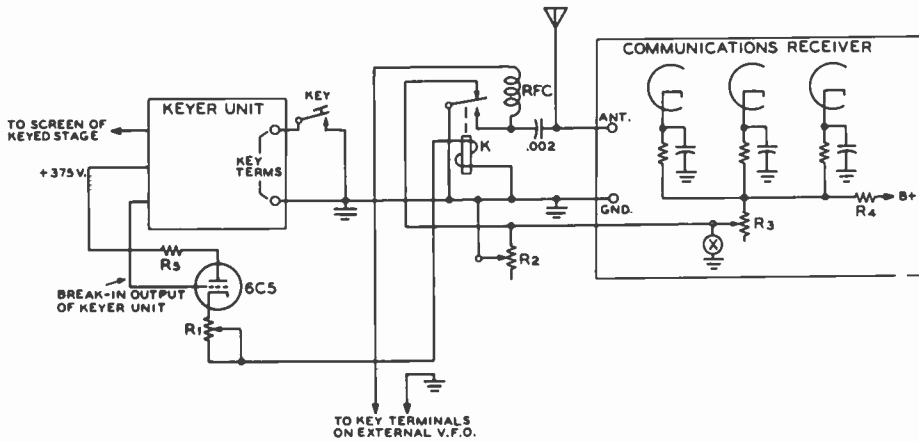 COMMUNICATIONS RECEIVER
KEYER UNIT
KEY
RFC
TO SCREEN OF
KEYED STAGE
KEY
TERMS
ANT.
.002
K
+375V.
GND.
R4
B+
R3
X
R2
R5
6C5
BREAK-IN OUTPUT
OF KEYER UNIT
R1
TO KEY TERMINALS
ON EXTERNAL V.F.O.